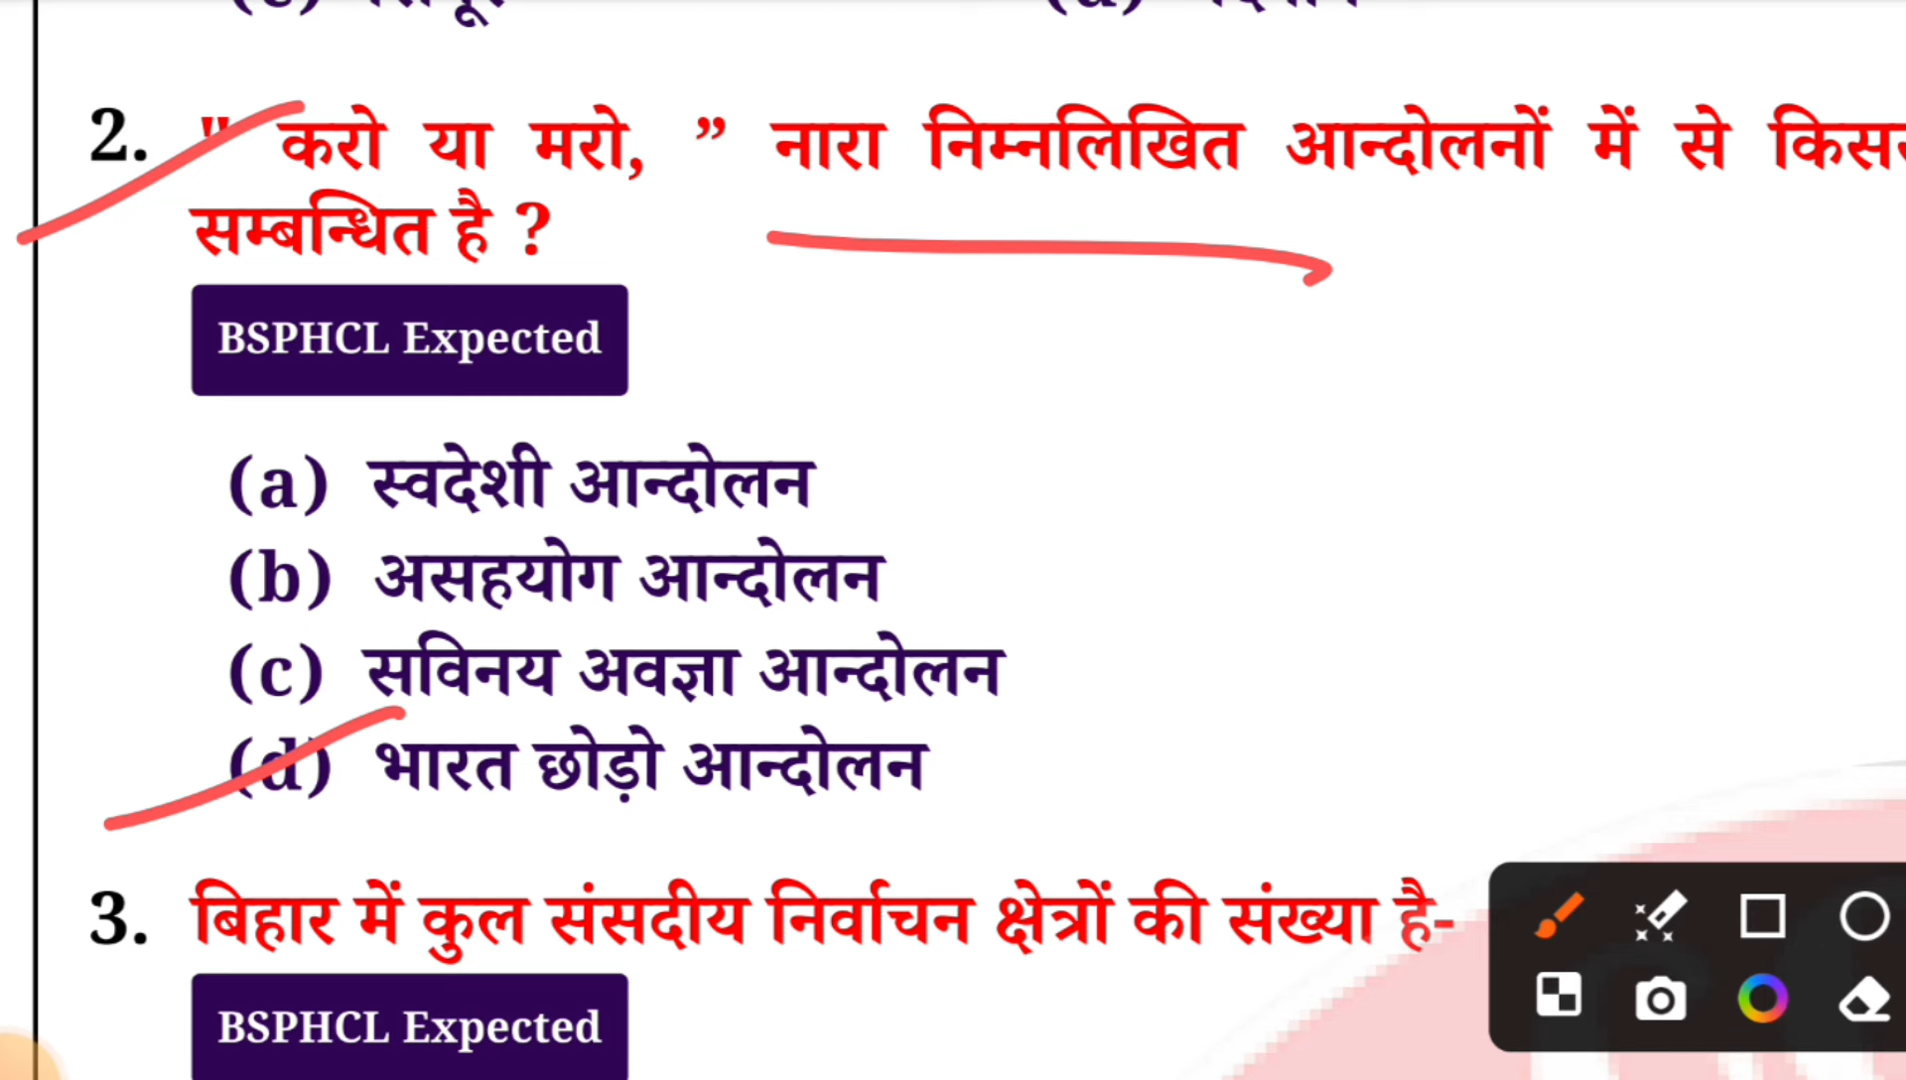 2. " करो या मरो, ” नारा निम्नलिखित आन्दोलनों में से
सम्बन्धित है ?
BSPHCL Expected
(a) स्वदेशी आन्दोलन
(b) असहयोग आन्दोलन
(c) सविनय अवज्ञा आन्दोलन
(d) भारत छोड़ो आन्दोलन
3. बिहार में कुल संसदीय निर्वाचन क्षेत्रों की संख्या है-
BSPHCL Expected